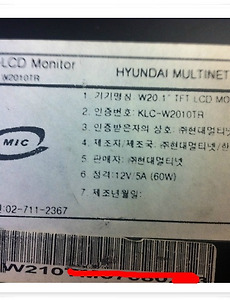 LCD Monitor HYUNDAI MULTINET
W2010TR
1. 기기명칭: W20.1" TFT LCD MO
2. 인증번호: KLC-W2010TR
3. 인증받은자의 상호: ㈜현대멀티넷
4. 제조자/제조국: ㈜현대멀티넷/한
5. 판매자: ㈜현대멀티넷
6. 정격: 12V/5A (60W)
7. 제조년월일:
MIC
:02-711-2367